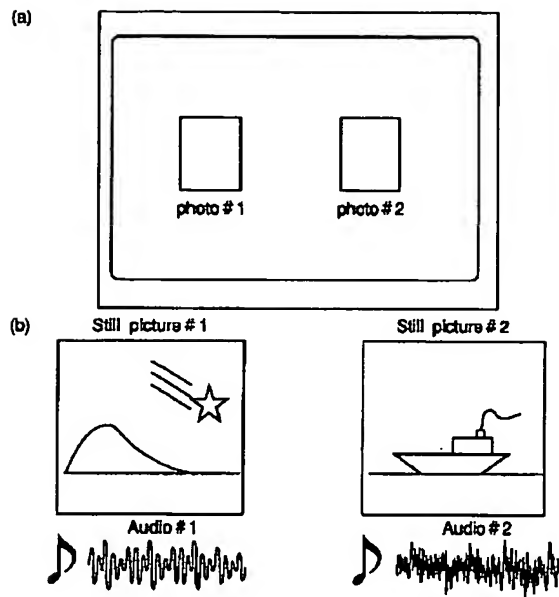 (a)
photo # 1 photo # 2
(b)
Still picture # 1 Still picture # 2
Audio # 1 Audio # 2